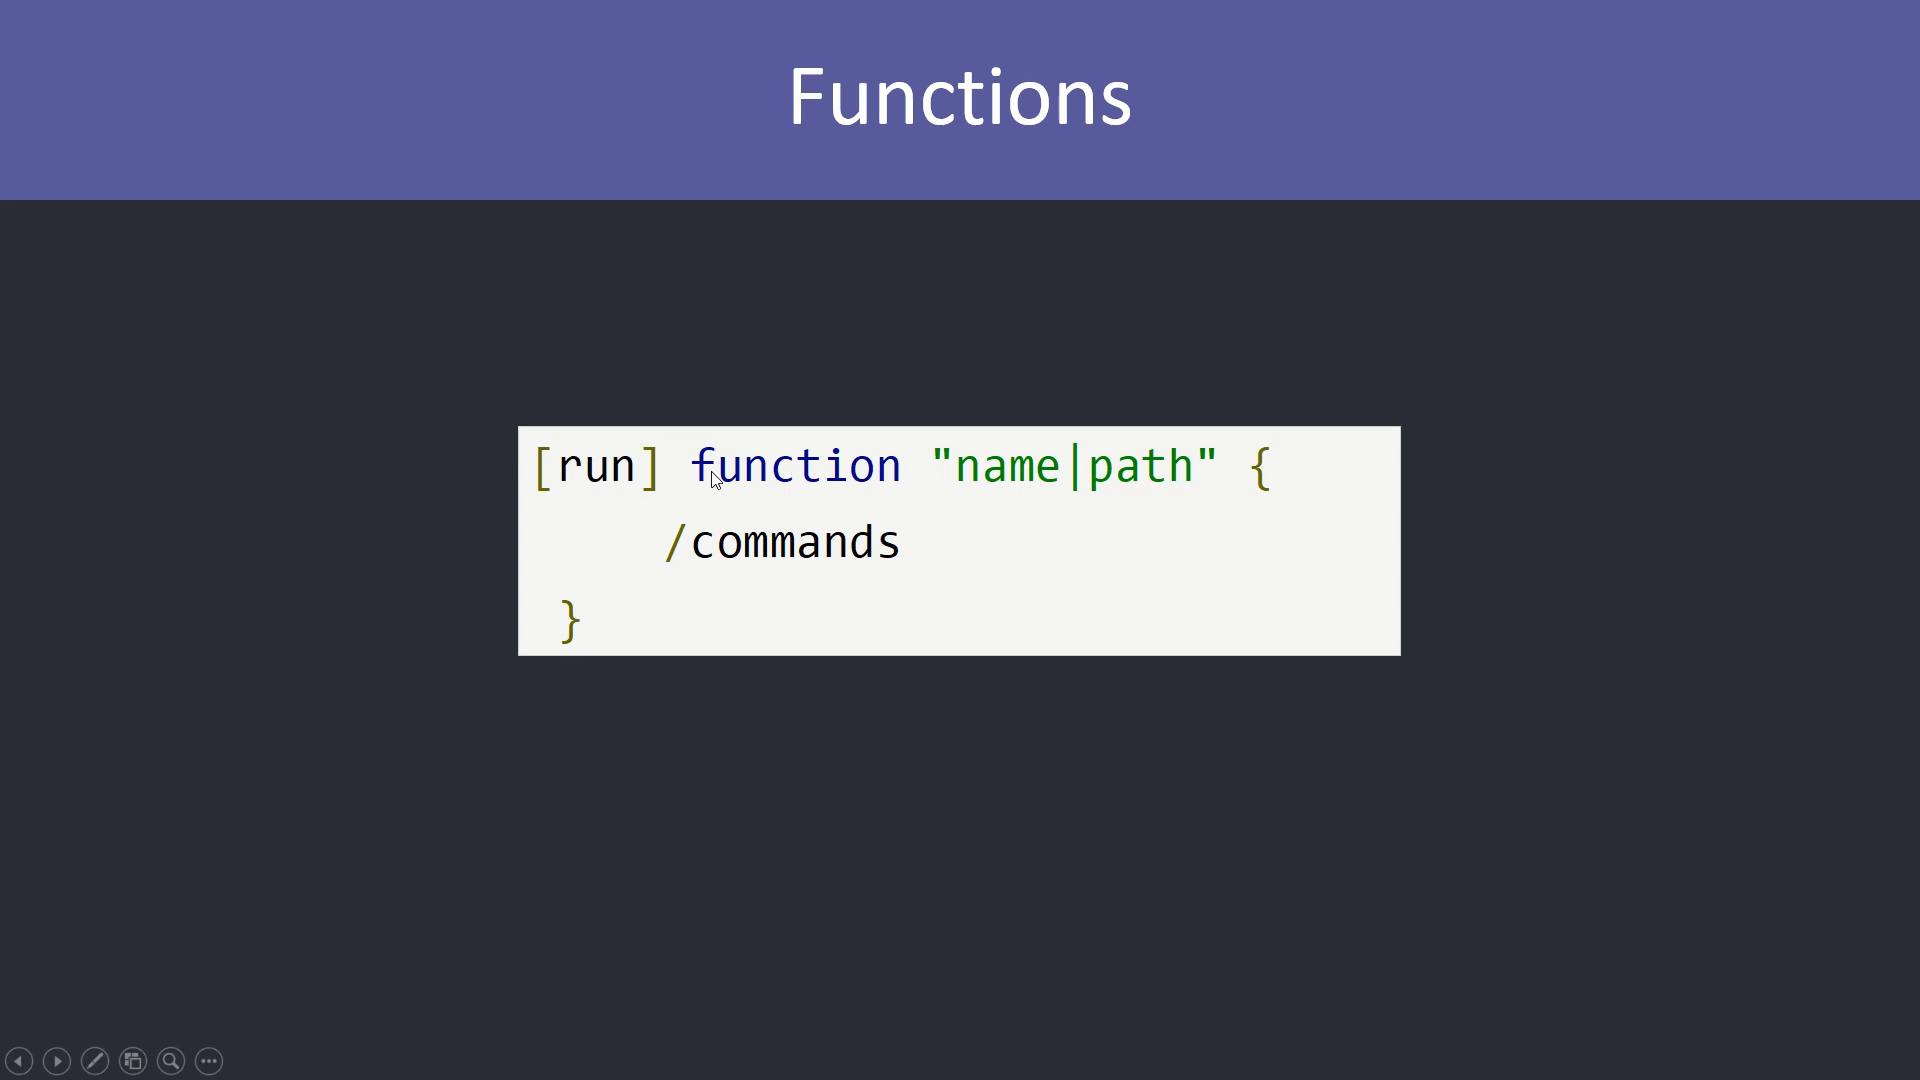 Functions
[run] function "name|path" {
/commands
}